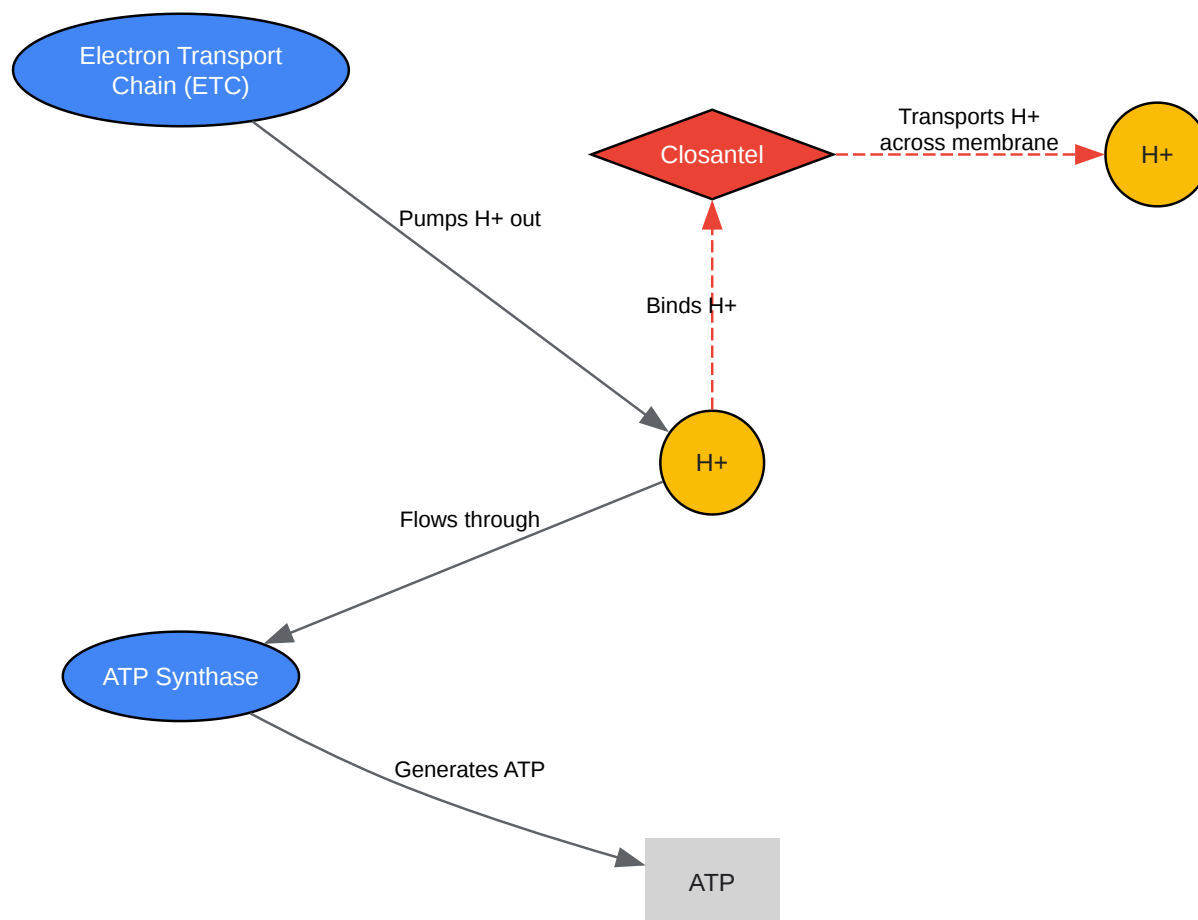 Electron Transport
Chain (ETC)
Transports H+
across membrane
Closantel
H+
Pumps H+ out
Binds H+
H+
Flows through
ATP Synthase
Generates ATP
ATP